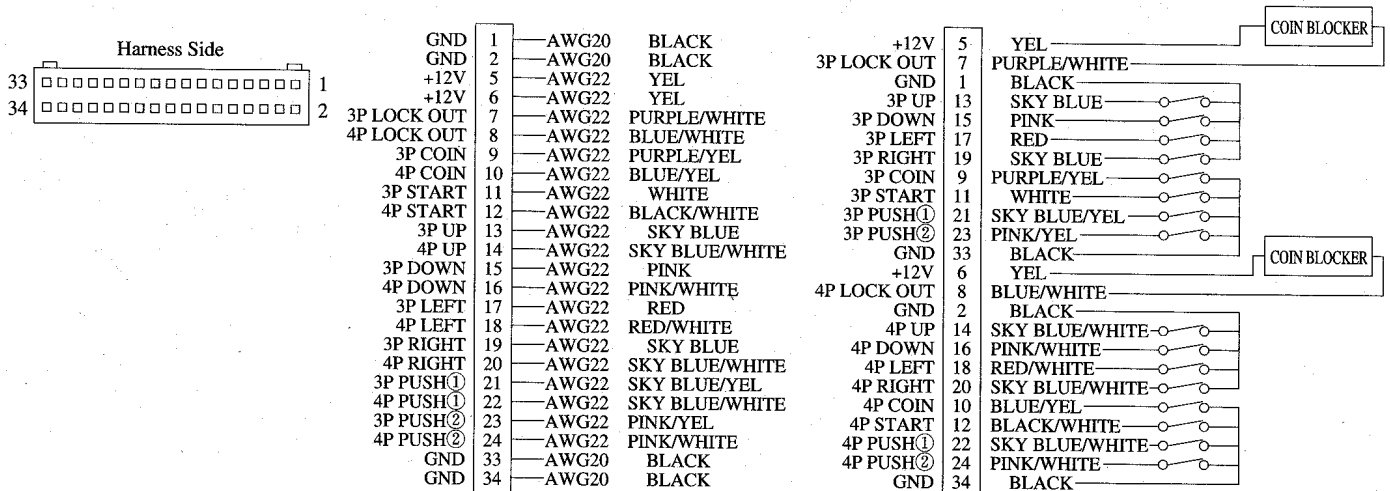 Harness Side
33 1
34 2
GND 1 AWG20 BLACK
GND 2 AWG20 BLACK
+12V 5 AWG22 YEL
+12V 6 AWG22 YEL
3P LOCK OUT 7 AWG22 PURPLE/WHITE
4P LOCK OUT 8 AWG22 BLUE/WHITE
3P COIN 9 AWG22 PURPLE/YEL
4P COIN 10 AWG22 BLUE/YEL
3P START 11 AWG22 WHITE
4P START 12 AWG22 BLACK/WHITE
3P UP 13 AWG22 SKY BLUE
4P UP 14 AWG22 SKY BLUE/WHITE
3P DOWN 15 AWG22 PINK
4P DOWN 16 AWG22 PINK/WHITE
3P LEFT 17 AWG22 RED
4P LEFT 18 AWG22 RED/WHITE
3P RIGHT 19 AWG22 SKY BLUE
4P RIGHT 20 AWG22 SKY BLUE/WHITE
3P PUSH① 21 AWG22 SKY BLUE/YEL
4P PUSH① 22 AWG22 SKY BLUE/WHITE
3P PUSH② 23 AWG22 PINK/YEL
4P PUSH② 24 AWG22 PINK/WHITE
GND 33 AWG20 BLACK
GND 34 AWG20 BLACK
COIN BLOCKER
+12V 5 YEL
3P LOCK OUT 7 PURPLE/WHITE
GND 1 BLACK
3P UP 13 SKY BLUE
3P DOWN 15 PINK
3P LEFT 17 RED
3P RIGHT 19 SKY BLUE
3P COIN 9 PURPLE/YEL
3P START 11 WHITE
3P PUSH① 21 SKY BLUE/YEL
3P PUSH② 23 PINK/YEL
GND 33 BLACK
COIN BLOCKER
+12V 6 YEL
4P LOCK OUT 8 BLUE/WHITE
GND 2 BLACK
4P UP 14 SKY BLUE/WHITE
4P DOWN 16 PINK/WHITE
4P LEFT 18 RED/WHITE
4P RIGHT 20 SKY BLUE/WHITE
4P COIN 10 BLUE/YEL
4P START 12 BLACK/WHITE
4P PUSH① 22 SKY BLUE/WHITE
4P PUSH② 24 PINK/WHITE
GND 34 BLACK